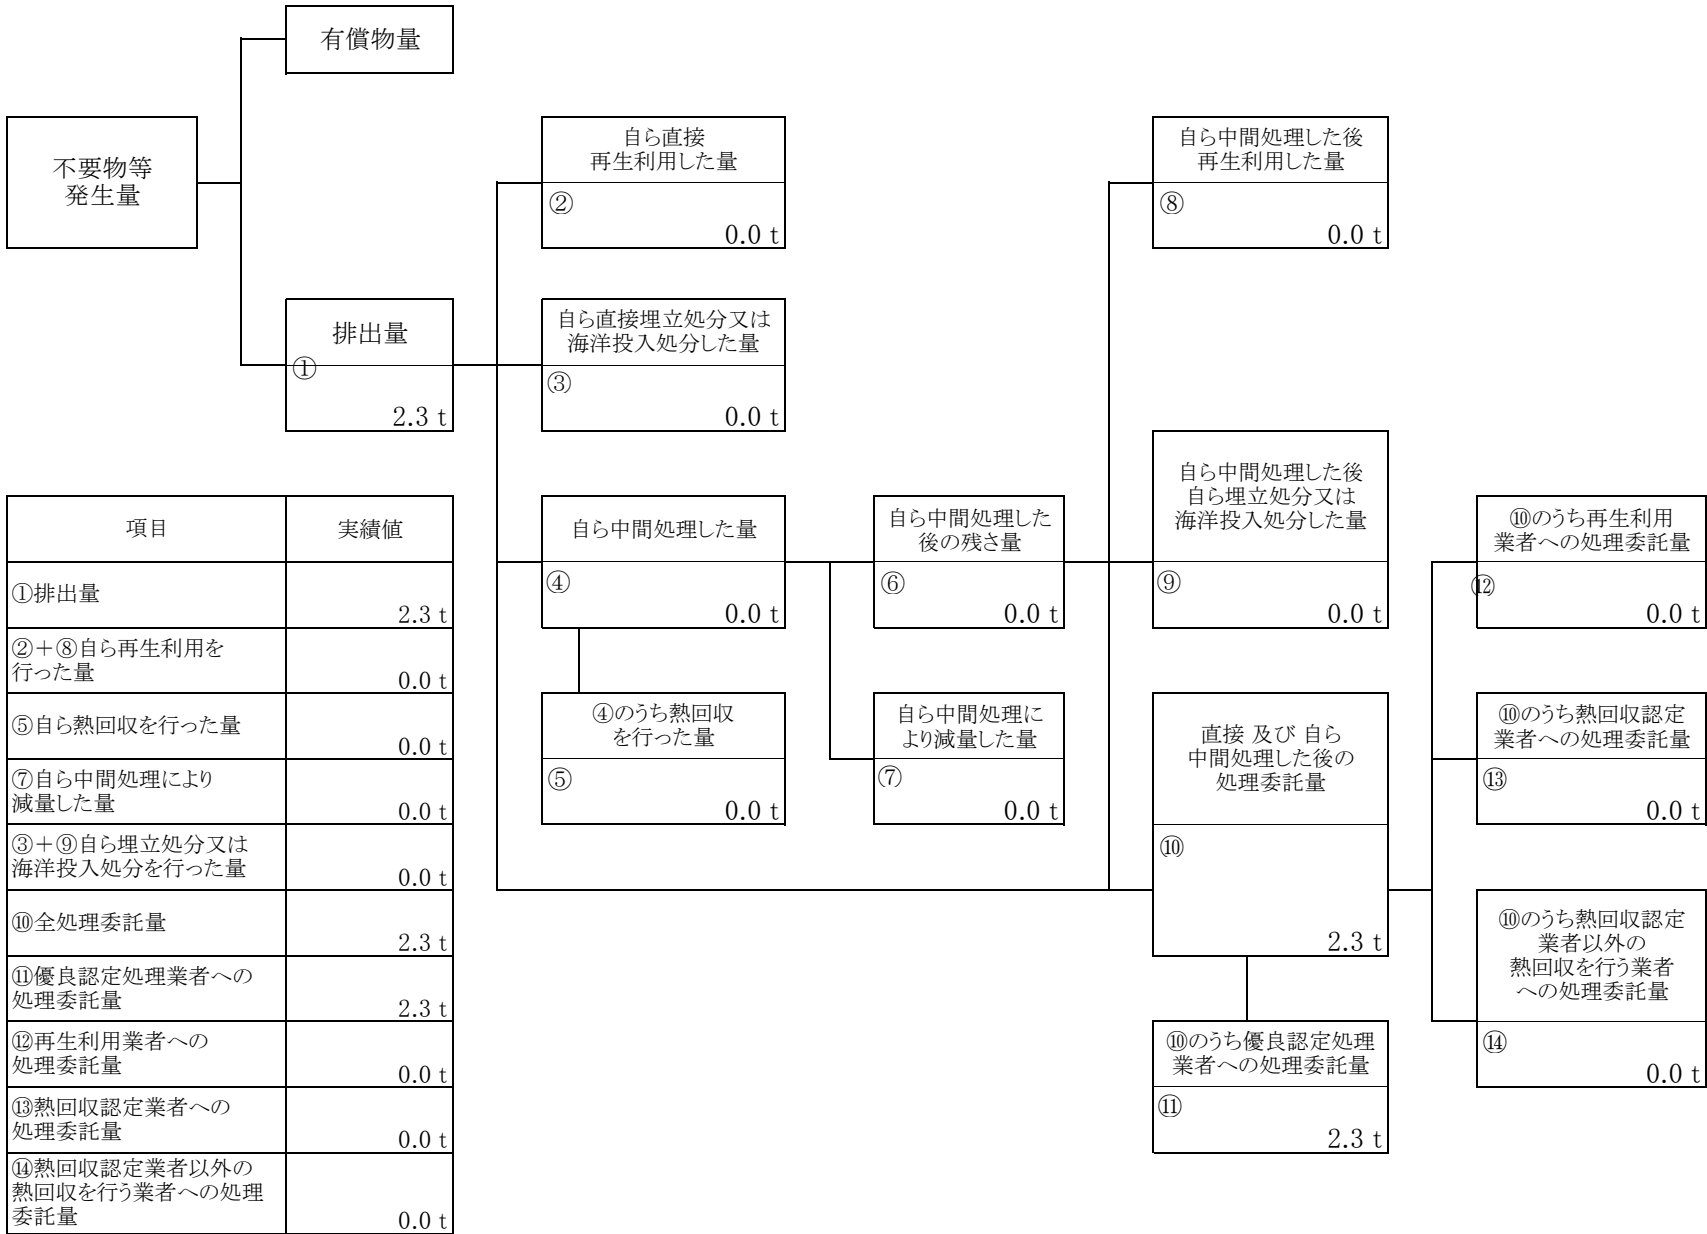 有償物量
不要物等
発生量
自ら直接
再生利用した量
②
0.0 t
自ら中間処理した後
再生利用した量
⑧
0.0 t
排出量
①
2.3 t
自ら直接埋立処分又は
海洋投入処分した量
③
0.0 t
自ら中間処理した量
④
0.0 t
自ら中間処理した
後の残さ量
⑥
0.0 t
自ら中間処理した後
自ら埋立処分又は
海洋投入処分した量
⑨
0.0 t
⑩のうち再生利用
業者への処理委託量
⑫
0.0 t
④のうち熱回収
を行った量
⑤
0.0 t
自ら中間処理に
より減量した量
⑦
0.0 t
直接 及び 自ら
中間処理した後の
処理委託量
⑩
2.3 t
⑩のうち熱回収認定
業者への処理委託量
⑬
0.0 t
⑩のうち熱回収認定
業者以外の
熱回収を行う業者
への処理委託量
⑭
0.0 t
⑩のうち優良認定処理
業者への処理委託量
⑪
2.3 t
項目
実績値
①排出量
2.3 t
②＋⑧自ら再生利用を
行った量
0.0 t
⑤自ら熱回収を行った量
0.0 t
⑦自ら中間処理により
減量した量
0.0 t
③＋⑨自ら埋立処分又は
海洋投入処分を行った量
0.0 t
⑩全処理委託量
2.3 t
⑪優良認定処理業者への
処理委託量
2.3 t
⑫再生利用業者への
処理委託量
0.0 t
⑬熱回収認定業者への
処理委託量
0.0 t
⑭熱回収認定業者以外の
熱回収を行う業者への処理
委託量
0.0 t